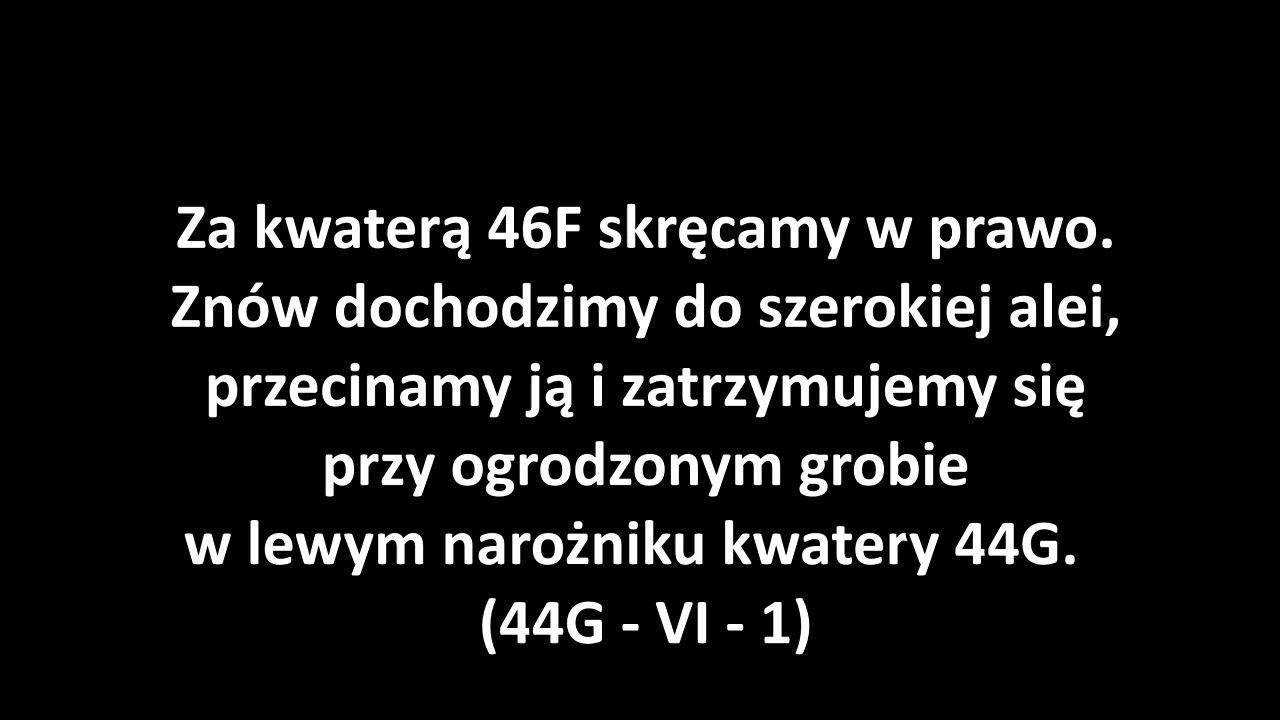 Za kwaterą 46F skręcamy w prawo.
Znów dochodzimy do szerokiej alei,
przecinamy ją i zatrzymujemy się
przy ogrodzonym grobie
w lewym narożniku kwatery 44G.
(44G - VI - 1)